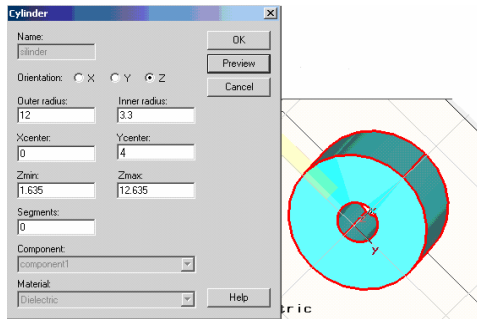 Cylinder
Name:
silinder
OK
Preview
Cancel
Orientation: X Y Z
Outer radius: Inner radius:
12 3.3
Xcenter: Ycenter:
0 4
Zmin: Zmax:
1.635 12.635
Segments:
0
Component:
component1
Material:
Dielectric
Help
x
y
tric